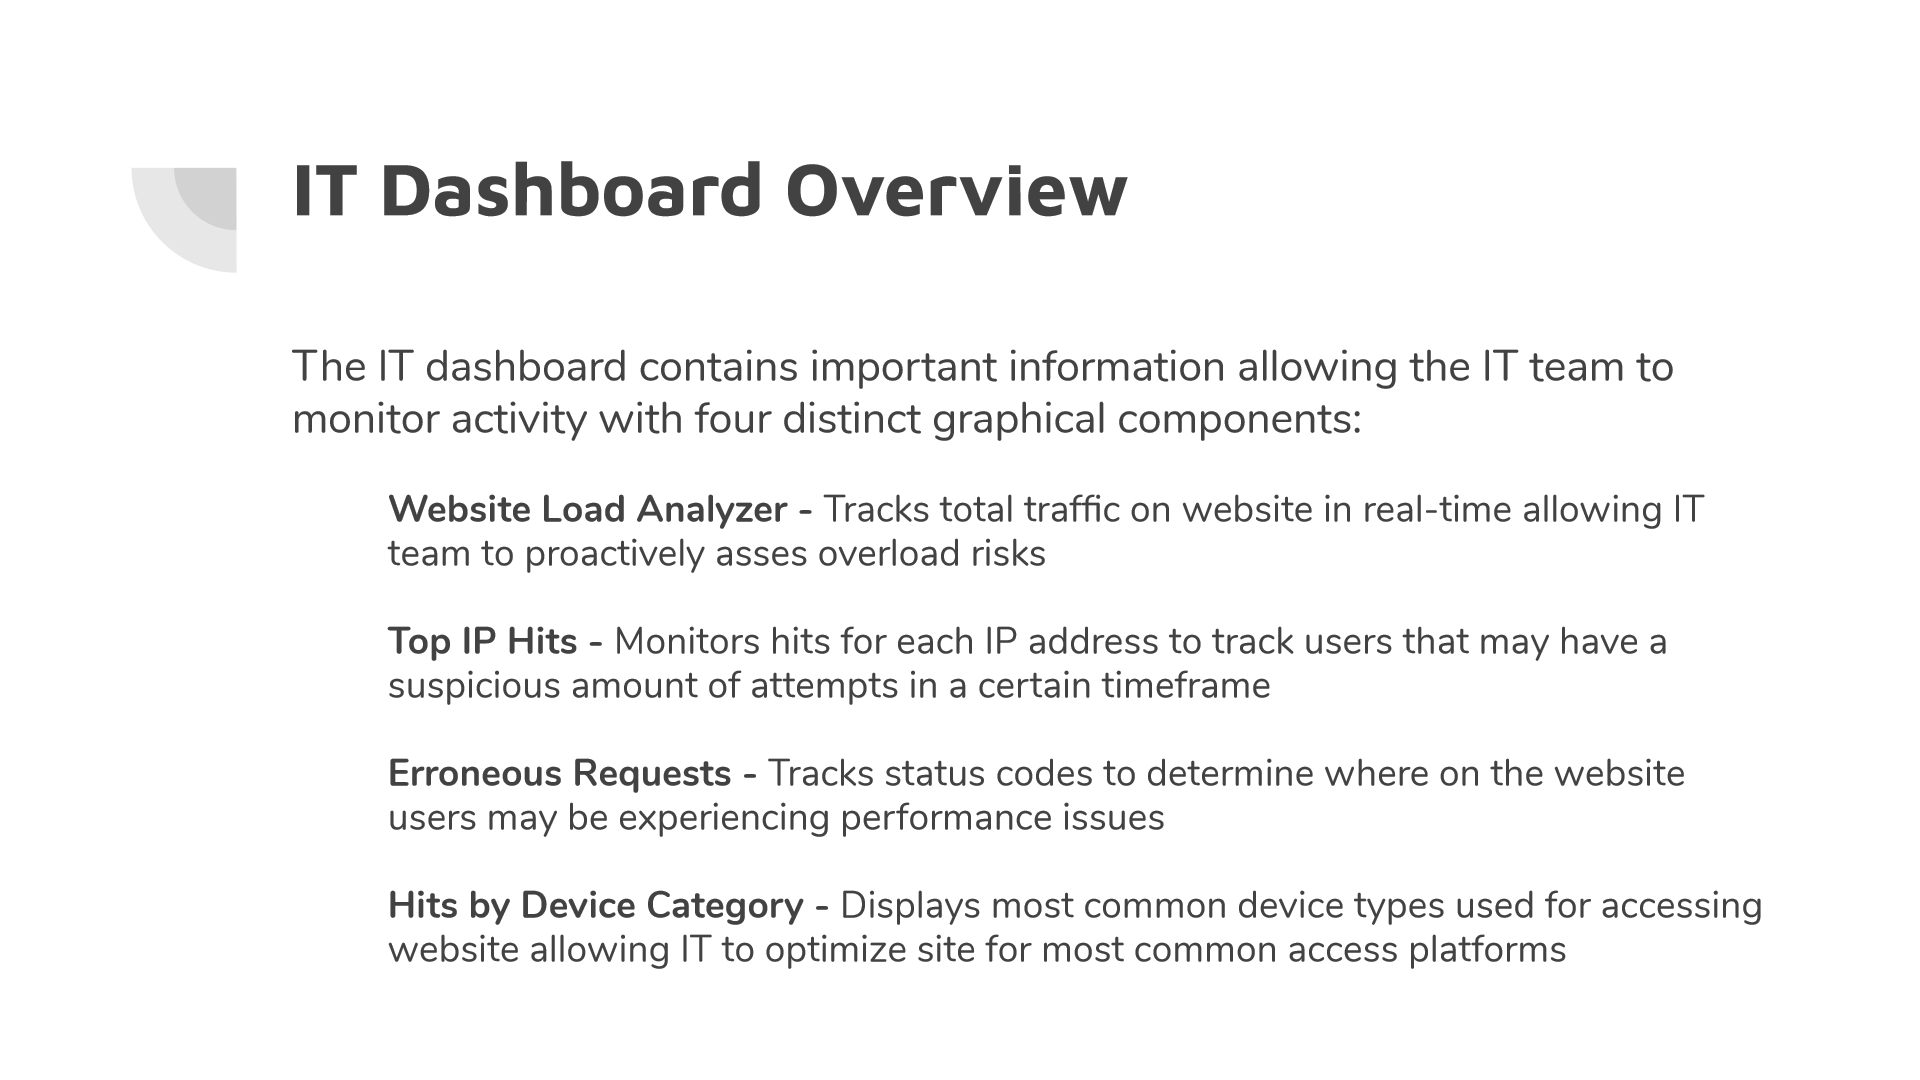 IT Dashboard Overview
The IT dashboard contains important information allowing the IT team to
monitor activity with four distinct graphical components:
Website Load Analyzer - Tracks total traffic on website in real-time allowing IT
team to proactively asses overload risks
Top IP Hits - Monitors hits for each IP address to track users that may have a
suspicious amount of attempts in a certain timeframe
Erroneous Requests - Tracks status codes to determine where on the website
users may be experiencing performance issues
Hits by Device Category - Displays most common device types used for accessing
website allowing IT to optimize site for most common access platforms